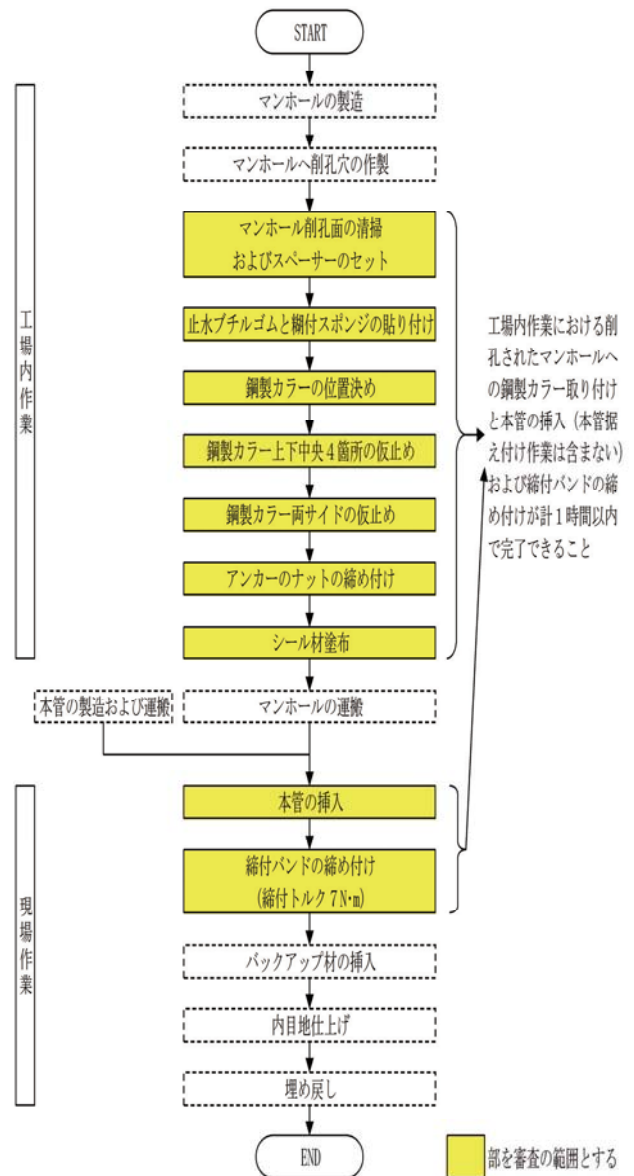 START
マンホールの製造
マンホールへ削孔穴の作製
マンホール削孔面の清掃
およびスペーサーのセット
止水ブチルゴムと糊付スポンジの貼り付け
鋼製カラーの位置決め
鋼製カラー上下中央4箇所の仮止め
鋼製カラー両サイドの仮止め
アンカーのナットの締め付け
シール材塗布
工場内作業
工場内作業における削
孔されたマンホールへ
の鋼製カラー取り付け
と本管の挿入（本管据
え付け作業は含まない）
および締付バンドの締
め付けが計1時間以内
で完了できること
本管の製造および運搬
マンホールの運搬
本管の挿入
締付バンドの締め付け
(締付トルク7N・m)
バックアップ材の挿入
内目地仕上げ
埋め戻し
現場作業
END
部を審査の範囲とする